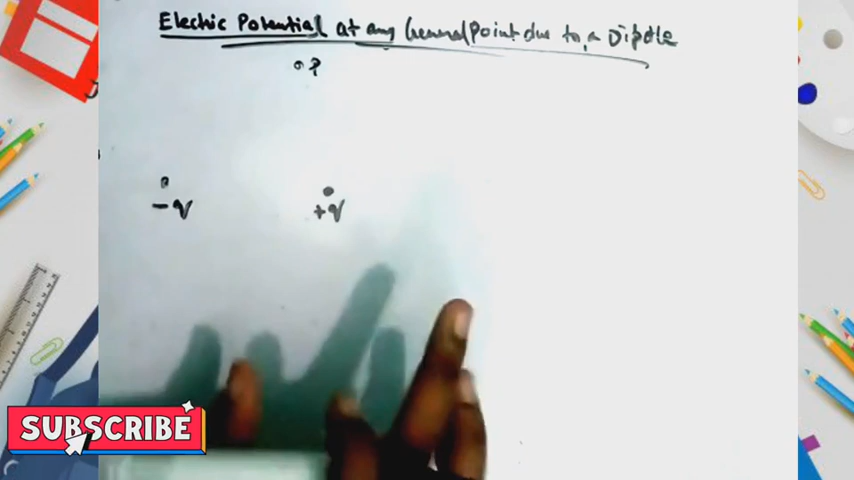 Electric Potential at any General Point due to a Dipole
P
-q
+q
SUBSCRIBE